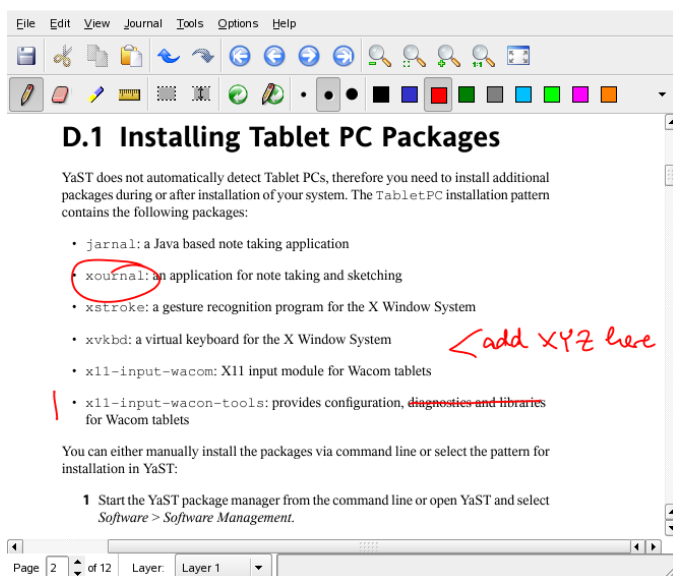 File Edit View Journal Tools Options Help
D.1 Installing Tablet PC Packages
YaST does not automatically detect Tablet PCs, therefore you need to install additional
packages during or after installation of your system. The TabletPC installation pattern
contains the following packages:
• jarnal: a Java based note taking application
• xournal: an application for note taking and sketching
• xstroke: a gesture recognition program for the X Window System
• xvkbd: a virtual keyboard for the X Window System
<add XYZ here
• x11-input-wacom: X11 input module for Wacom tablets
• x11-input-wacon-tools: provides configuration, diagnostics and libraries
for Wacom tablets
You can either manually install the packages via command line or select the pattern for
installation in YaST:
1 Start the YaST package manager from the command line or open YaST and select
Software > Software Management.
Page 2 of 12 Layer: Layer 1